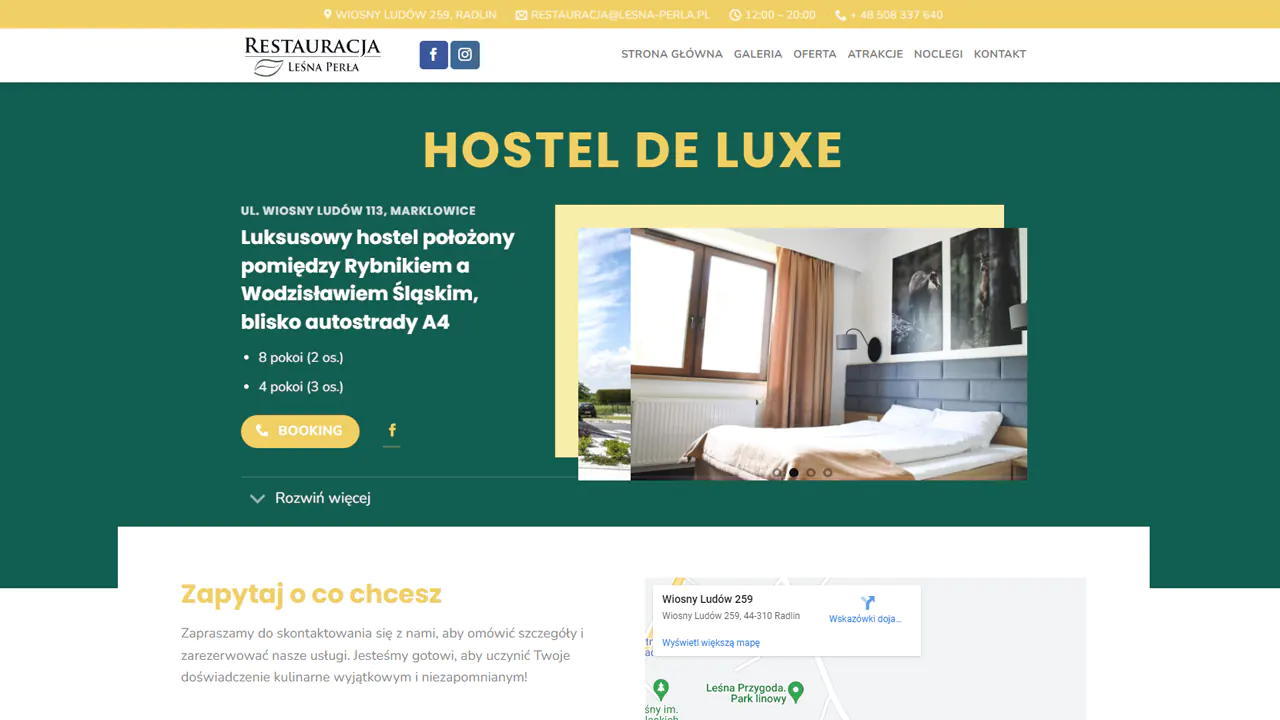 WIOSNY LUDÓW 259, RADLIN RESTAURACJA@LESNA-PERLA.PL 12:00 – 20:00 + 48 508 337 640
RESTAURACJA
LEŚNA PERŁA
STRONA GŁÓWNA GALERIA OFERTA ATRAKCJE NOCLEGI KONTAKT
HOSTEL DE LUXE
UL. WIOSNY LUDÓW 113, MARKLOWICE
Luksusowy hostel położony
pomiędzy Rybnikiem a
Wodzisławiem Śląskim,
blisko autostrady A4
• 8 pokoi (2 os.)
• 4 pokoi (3 os.)
BOOKING
Rozwiń więcej
Zapytaj o co chcesz
Zapraszamy do skontaktowania się z nami, aby omówić szczegóły i
zarezerwować nasze usługi. Jesteśmy gotowi, aby uczynić Twoje
doświadczenie kulinarne wyjątkowym i niezapomnianym!
Wiosny Ludów 259
Wiosny Ludów 259, 44-310 Radlin
Wskazówki doja...
Wyświetl większą mapę
Leśna Przygoda.
Park linowy
śny im.